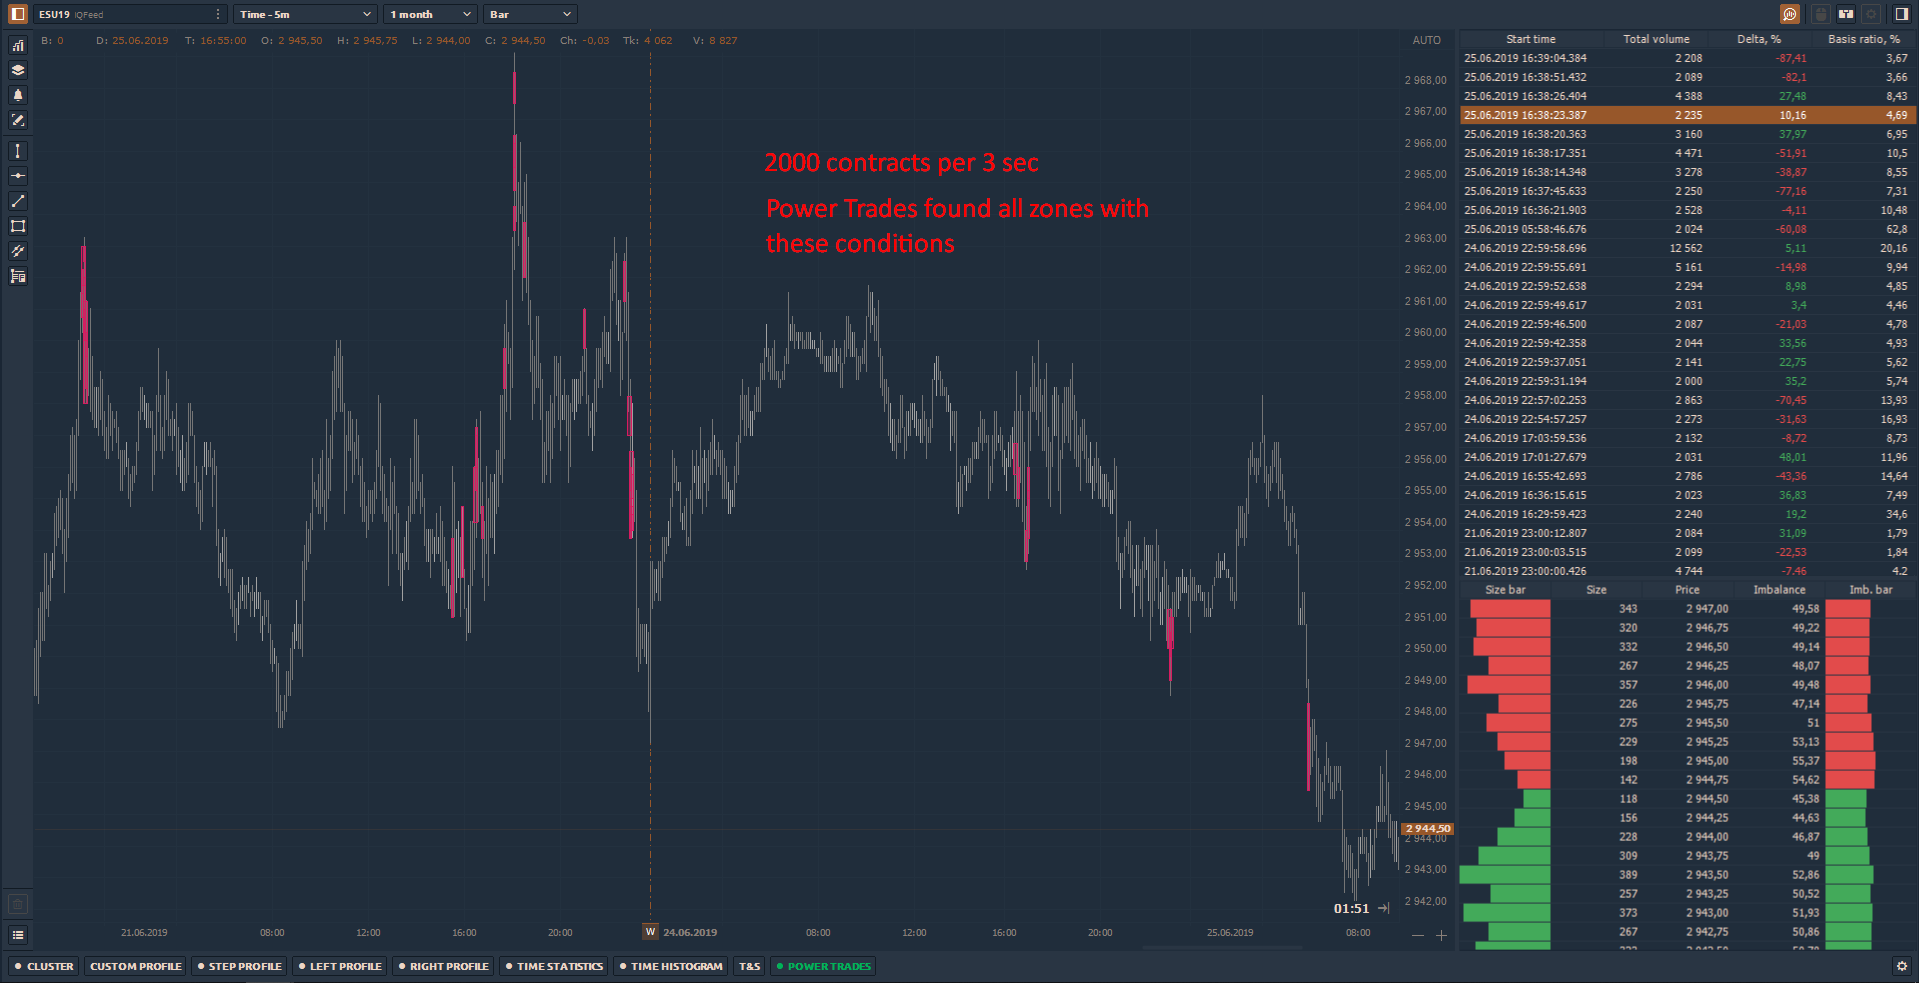 ESU19 IQFeed Time - 5m 1 month Bar
B: 0 D: 25.06.2019 T: 16:55:00 O: 2 945,50 H: 2 945,75 L: 2 944,00 C: 2 944,50 Ch: -0,03 Tk: 4 062 V: 8 827
AUTO
2 968,00
2 967,00
2 966,00
2 965,00
2 964,00
2 963,00
2 962,00
2 961,00
2 960,00
2 959,00
2 958,00
2 957,00
2 956,00
2 955,00
2 954,00
2 953,00
2 952,00
2 951,00
2 950,00
2 949,00
2 948,00
2 947,00
2 946,00
2 945,00
2 944,50
2 944,00
2 943,00
2 942,00
2000 contracts per 3 sec
Power Trades found all zones with
these conditions
01:51
21.06.2019 08:00 12:00 16:00 20:00 W 24.06.2019 08:00 12:00 16:00 20:00 25.06.2019 08:00
Start time Total volume Delta, % Basis ratio, %
25.06.2019 16:39:04.384 2 208 -87,41 3,67
25.06.2019 16:38:51.432 2 089 -82,1 3,66
25.06.2019 16:38:26.404 4 388 27,48 8,43
25.06.2019 16:38:23.387 2 235 10,16 4,69
25.06.2019 16:38:20.363 3 160 37,97 6,95
25.06.2019 16:38:17.351 4 471 -51,91 10,5
25.06.2019 16:38:14.348 3 278 -38,87 8,55
25.06.2019 16:37:45.633 2 250 -77,16 7,31
25.06.2019 16:36:21.903 2 528 -4,11 10,48
25.06.2019 05:58:46.676 2 024 -60,08 62,8
24.06.2019 22:59:58.696 12 562 5,11 20,16
24.06.2019 22:59:55.691 5 161 -14,98 9,94
24.06.2019 22:59:52.638 2 294 8,98 4,85
24.06.2019 22:59:49.617 2 031 3,4 4,46
24.06.2019 22:59:46.500 2 087 -21,03 4,78
24.06.2019 22:59:42.358 2 044 33,56 4,93
24.06.2019 22:59:37.051 2 141 22,75 5,62
24.06.2019 22:59:31.194 2 000 35,2 5,74
24.06.2019 22:57:02.253 2 863 -70,45 13,93
24.06.2019 22:54:57.257 2 273 -31,63 16,93
24.06.2019 17:03:59.536 2 132 -8,72 8,73
24.06.2019 17:01:27.679 2 031 48,01 11,96
24.06.2019 16:55:42.693 2 786 -43,36 14,64
24.06.2019 16:36:15.615 2 023 36,83 7,49
24.06.2019 16:29:59.423 2 240 19,2 34,6
21.06.2019 23:00:12.807 2 084 31,09 1,79
21.06.2019 23:00:03.515 2 099 -22,53 1,84
21.06.2019 23:00:00.426 4 744 -7,46 4,2
Size bar Size Price Imbalance Imb. bar
343 2 947,00 49,58
320 2 946,75 49,22
332 2 946,50 49,14
267 2 946,25 48,07
357 2 946,00 49,48
226 2 945,75 47,14
275 2 945,50 51
229 2 945,25 53,13
198 2 945,00 55,37
142 2 944,75 54,62
118 2 944,50 45,38
156 2 944,25 44,63
228 2 944,00 46,87
309 2 943,75 49
389 2 943,50 52,86
257 2 943,25 50,52
373 2 943,00 51,93
267 2 942,75 50,86
CLUSTER CUSTOM PROFILE STEP PROFILE LEFT PROFILE RIGHT PROFILE TIME STATISTICS TIME HISTOGRAM T&S POWER TRADES